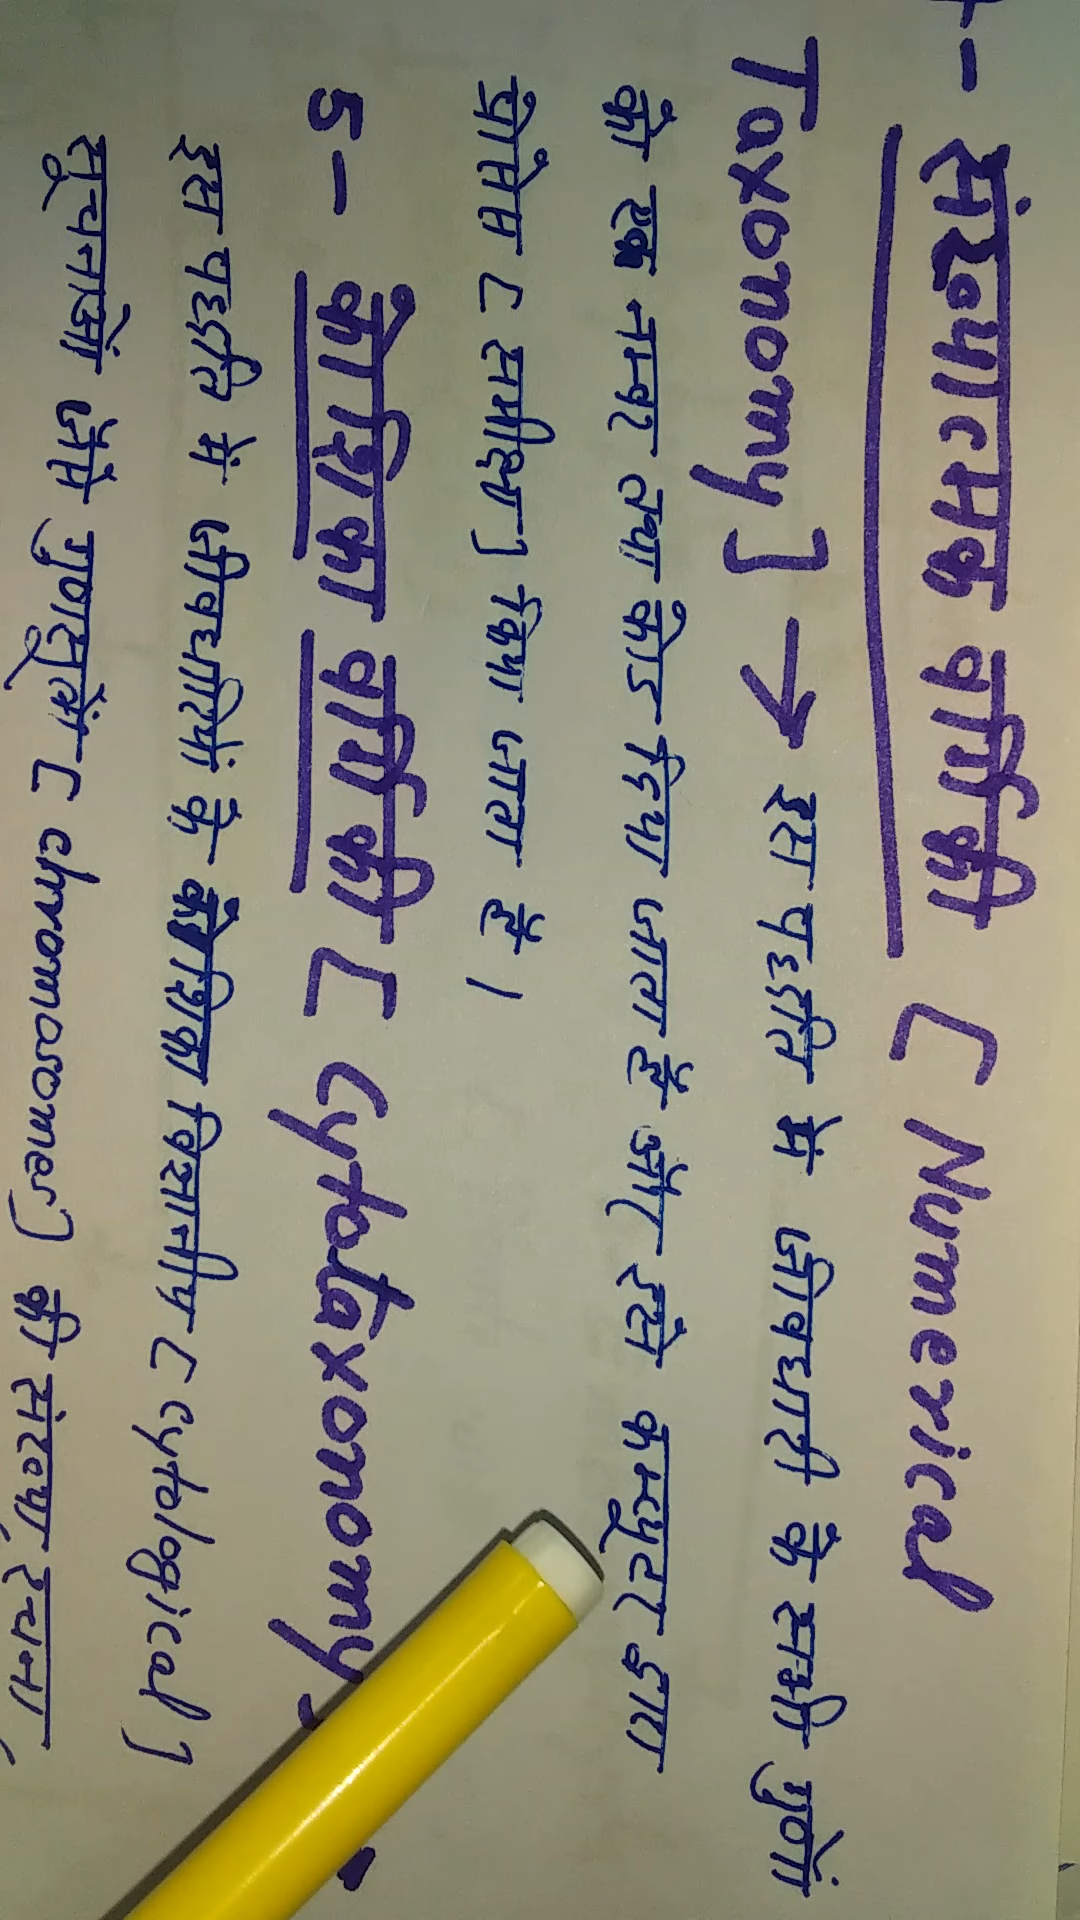 संख्यात्मक वर्गिकी [ Numerical
Taxonomy ] → इस पद्धति में जीवधारी के सभी गुणों
को एक नम्बर तथा कोड दिया जाता है और इसे कम्प्यूटर द्वारा
प्रोसेस [ समीक्षा ] किया जाता है ।
5- कोशिका वर्गिकी [ Cytotaxonomy ]
इस पद्धति में जीवधारियों के कोशिका विज्ञानीय [ Cytological ]
सूचनाओं जैसे गुणसूत्रों [ chromosomes ] की संख्या, रचना,